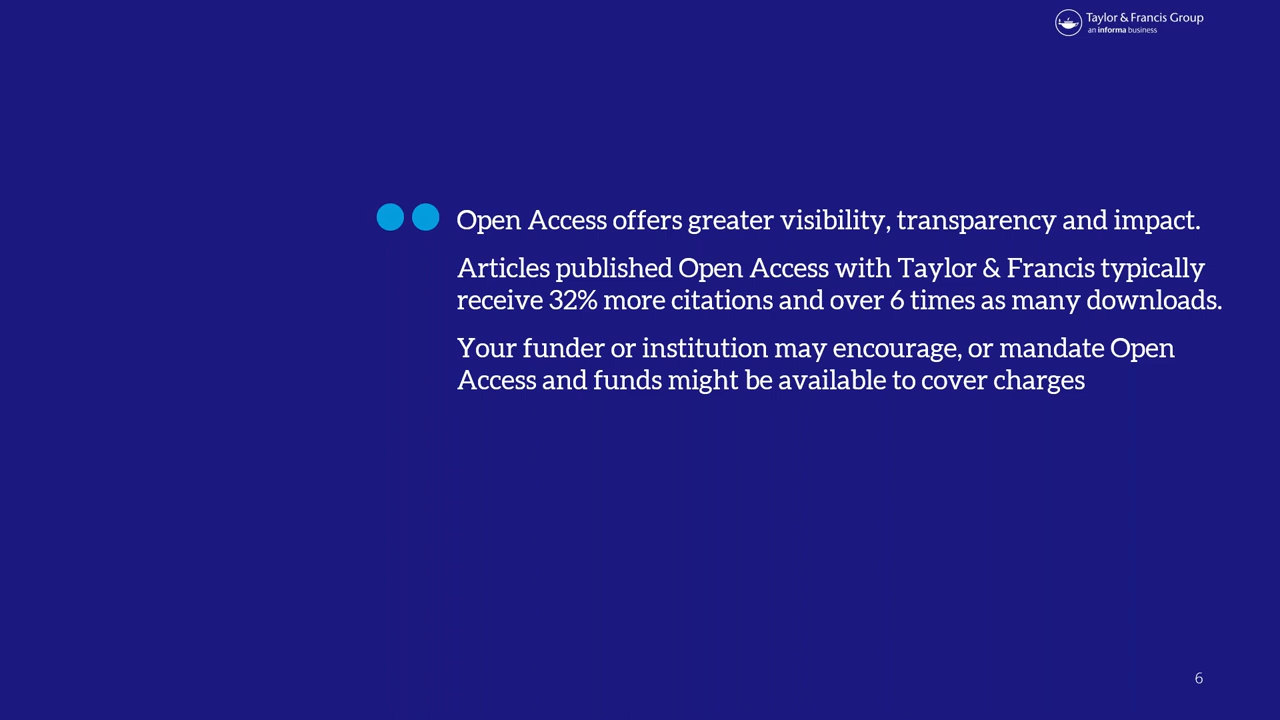 Taylor & Francis Group
an informa business
Open Access offers greater visibility, transparency and impact.
Articles published Open Access with Taylor & Francis typically
receive 32% more citations and over 6 times as many downloads.
Your funder or institution may encourage, or mandate Open
Access and funds might be available to cover charges
6